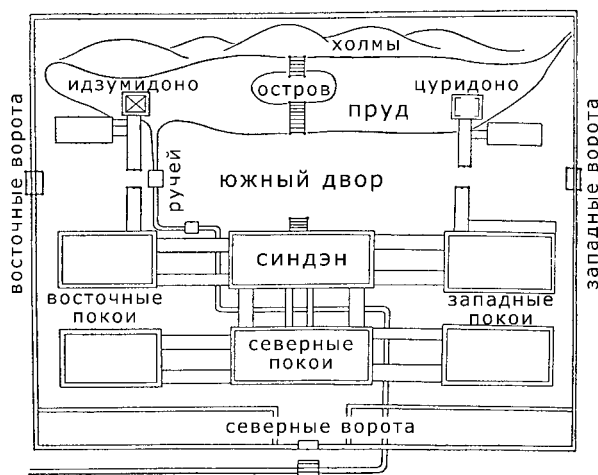 холмы
идзумидоно
остров
цуридоно
пруд
восточные ворота
западные ворота
ручей
южный двор
синдэн
восточные
покои
западные
покои
северные
покои
северные ворота